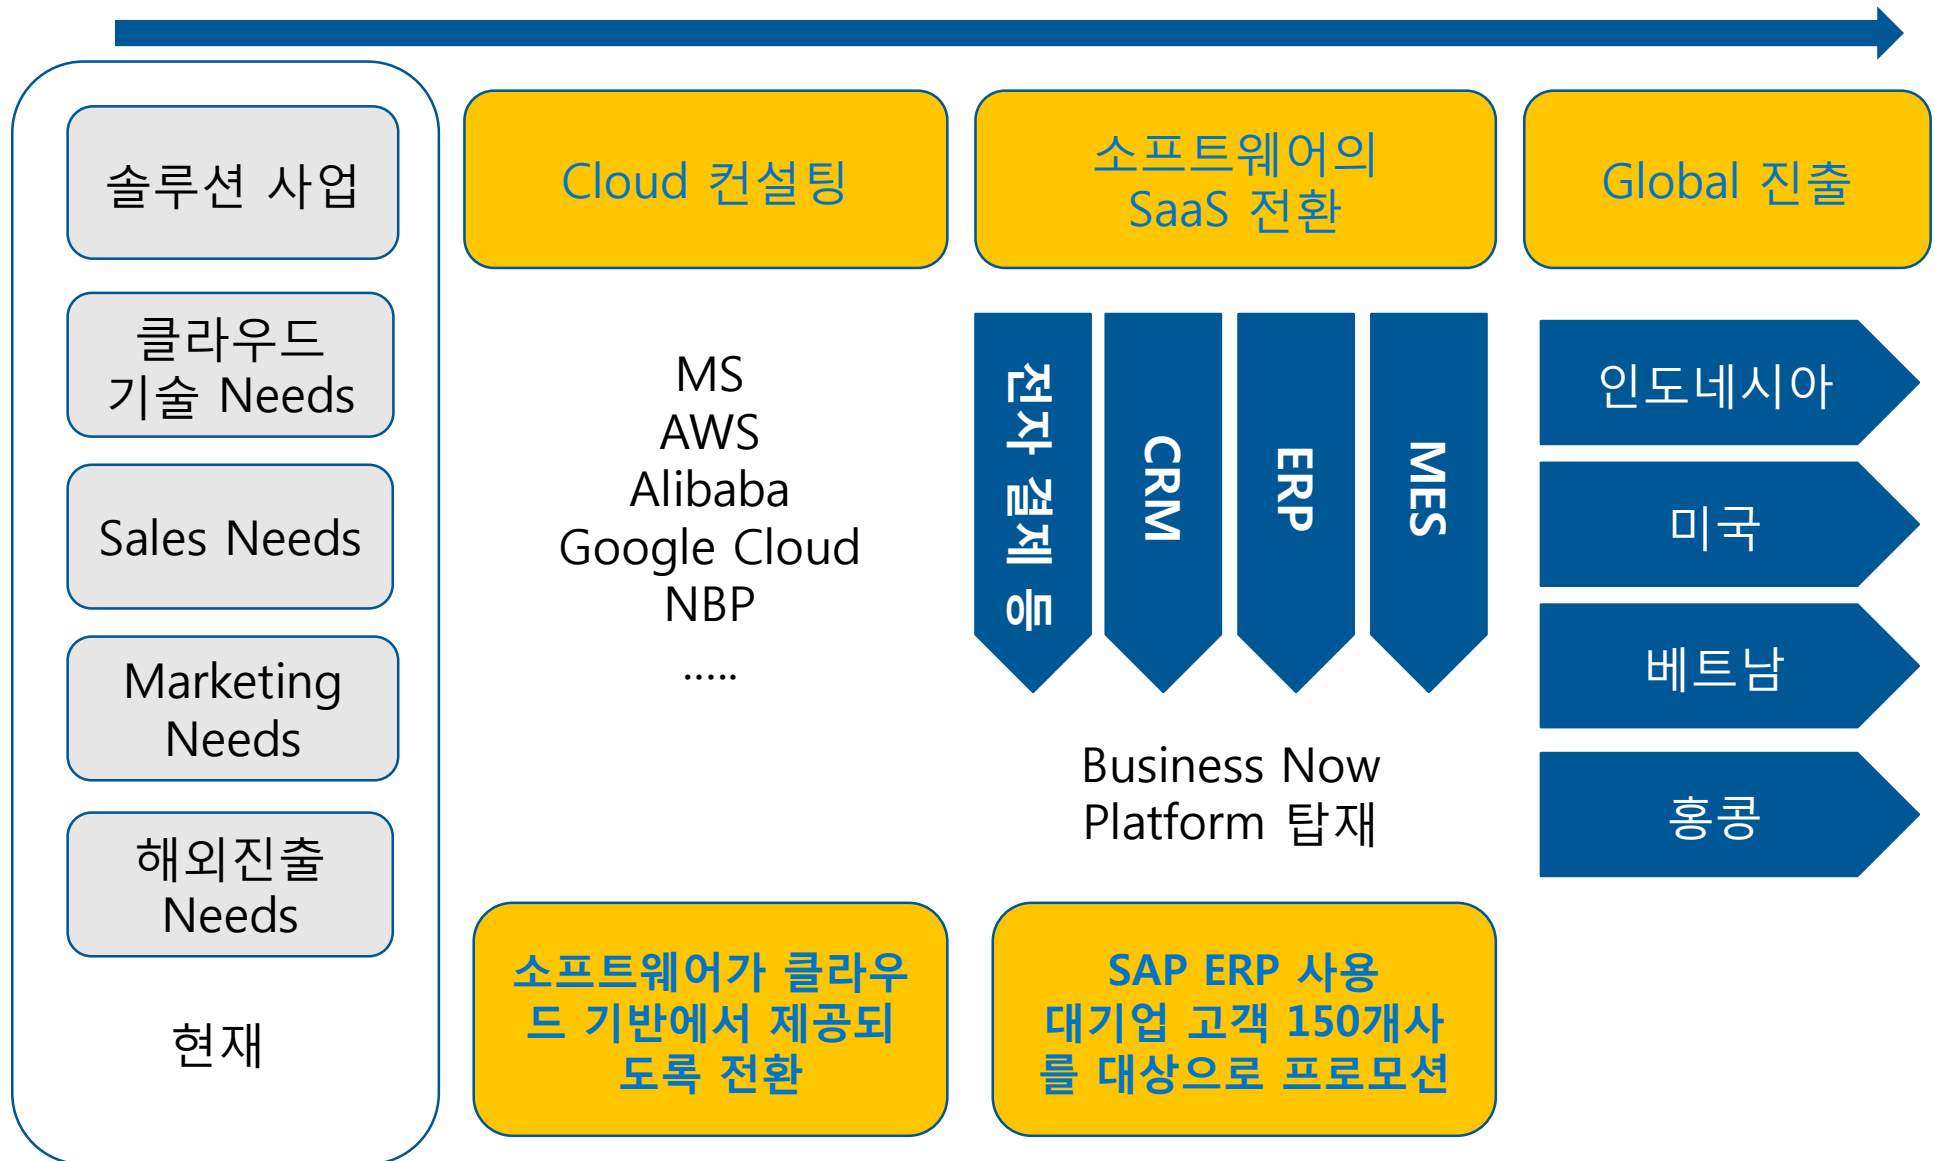 솔루션 사업
클라우드
기술 Needs
Sales Needs
Marketing
Needs
해외진출
Needs
현재
Cloud 컨설팅
MS
AWS
Alibaba
Google Cloud
NBP
.....
소프트웨어가 클라우
드 기반에서 제공되
도록 전환
소프트웨어의
SaaS 전환
전자 결제 등
CRM
ERP
MES
Business Now
Platform 탑재
SAP ERP 사용
대기업 고객 150개사
를 대상으로 프로모션
Global 진출
인도네시아
미국
베트남
홍콩